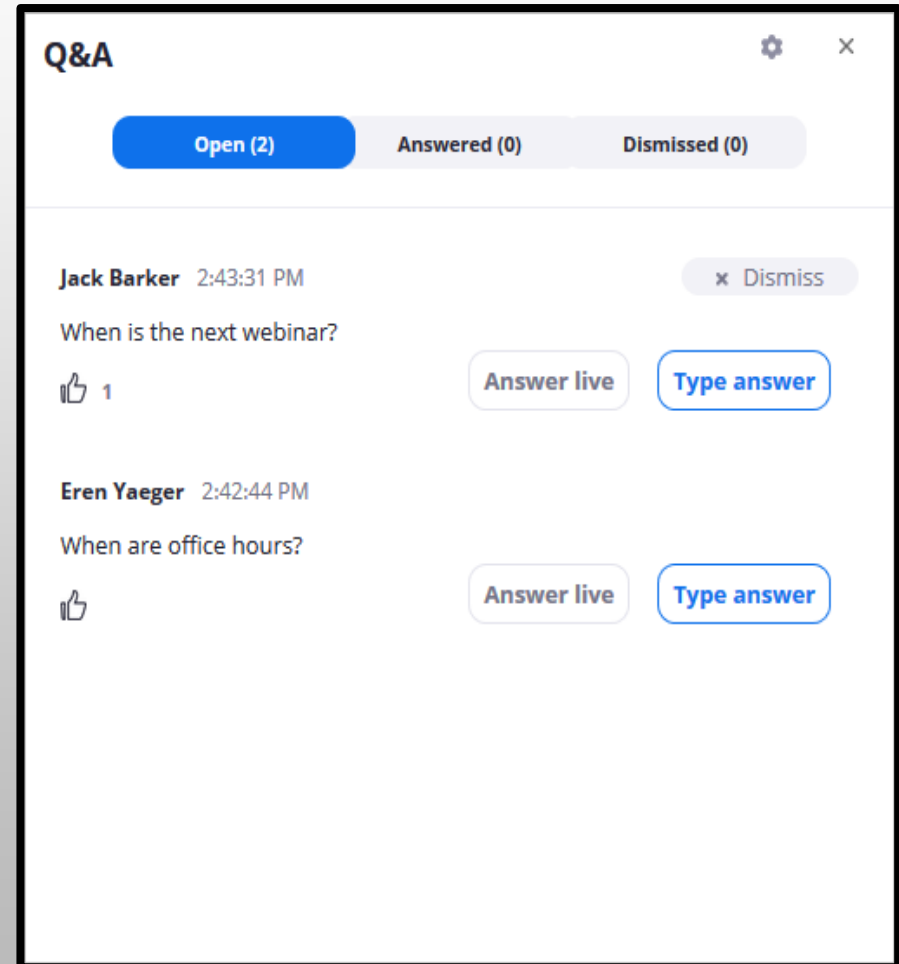 Q&A
Open (2) Answered (0) Dismissed (0)
Jack Barker 2:43:31 PM × Dismiss
When is the next webinar?
1 Answer live Type answer
Eren Yaeger 2:42:44 PM
When are office hours?
Answer live Type answer